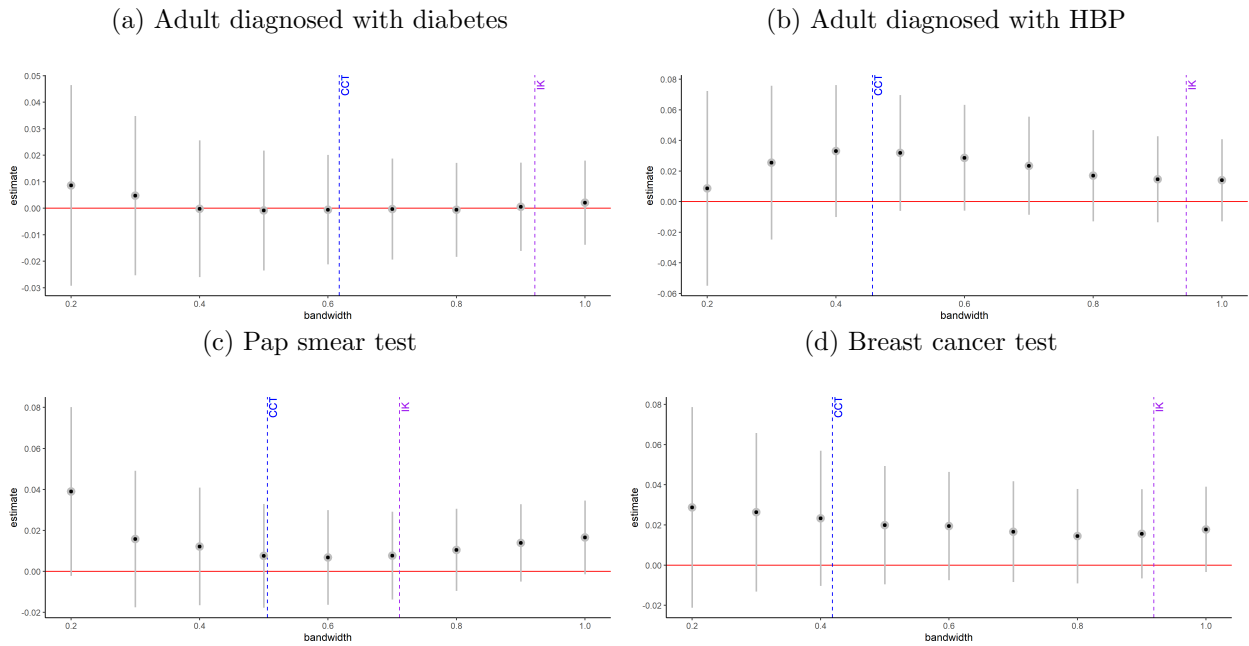 (a) Adult diagnosed with diabetes
(b) Adult diagnosed with HBP
0.05
0.04
0.03
0.02
0.01
0.00
-0.01
-0.02
-0.03
estimate
CCT
IK
0.2
0.4
0.6
0.8
1.0
bandwidth
0.08
0.06
0.04
0.02
0.00
-0.02
-0.04
-0.06
estimate
CCT
IK
0.2
0.4
0.6
0.8
1.0
bandwidth
(c) Pap smear test
(d) Breast cancer test
0.08
0.06
0.04
0.02
0.00
-0.02
estimate
CCT
IK
0.2
0.4
0.6
0.8
1.0
bandwidth
0.08
0.06
0.04
0.02
0.00
-0.02
estimate
CCT
IK
0.2
0.4
0.6
0.8
1.0
bandwidth